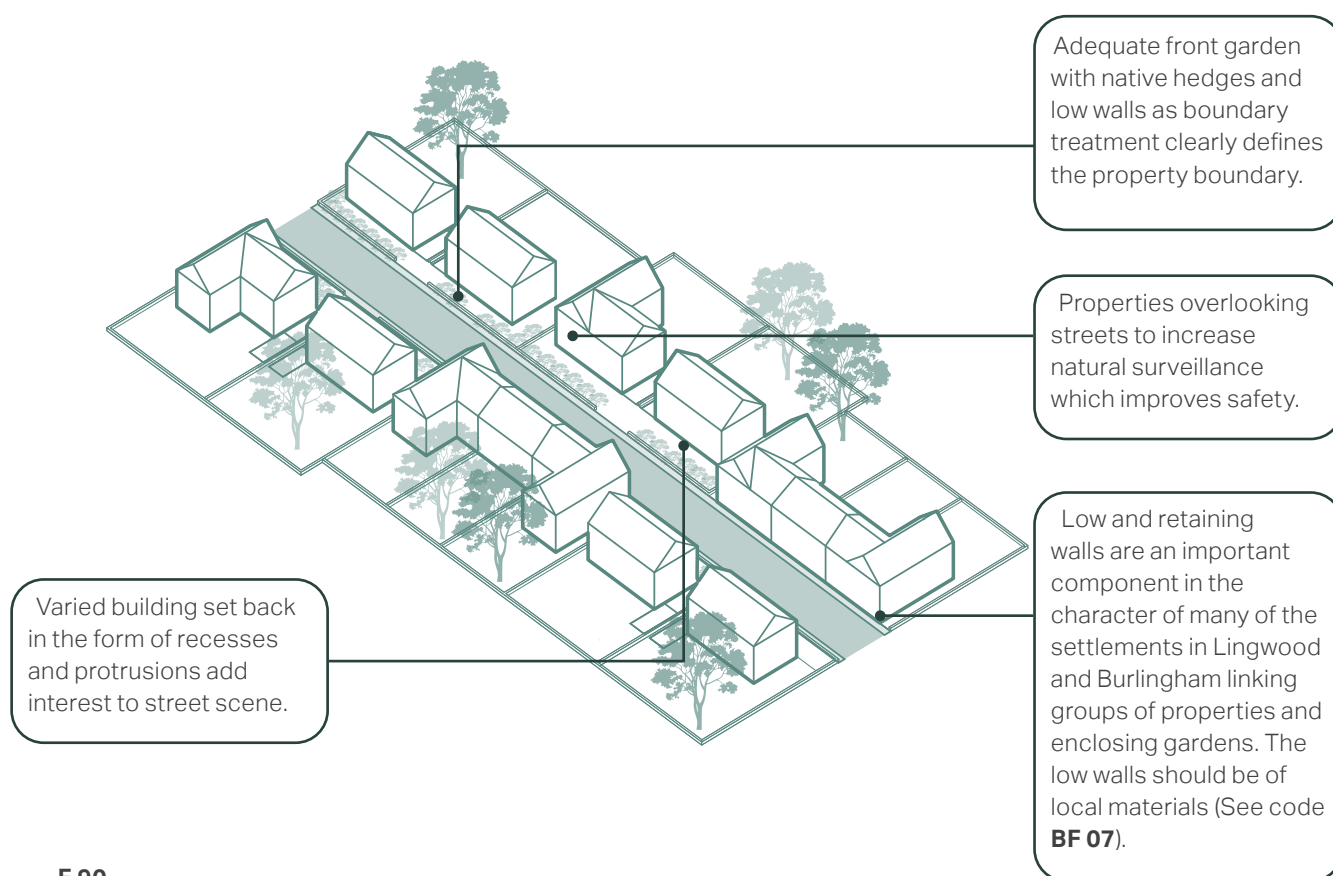 Adequate front garden
with native hedges and
low walls as boundary
treatment clearly defines
the property boundary.
Properties overlooking
streets to increase
natural surveillance
which improves safety.
Low and retaining
walls are an important
component in the
character of many of the
settlements in Lingwood
and Burlingham linking
groups of properties and
enclosing gardens. The
low walls should be of
local materials (See code
BF 07).
Varied building set back
in the form of recesses
and protrusions add
interest to street scene.